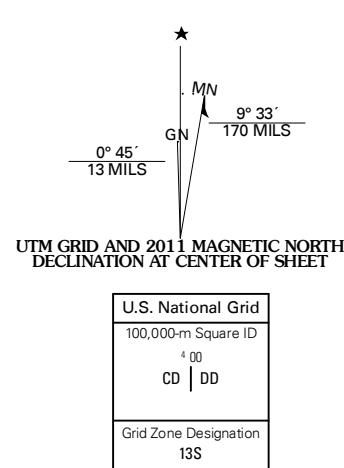 ★
MN
9° 33´
170 MILS
GN
0° 45´
13 MILS
UTM GRID AND 2011 MAGNETIC NORTH
DECLINATION AT CENTER OF SHEET
U.S. National Grid
100,000-m Square ID
4 00
CD | DD
Grid Zone Designation
13S